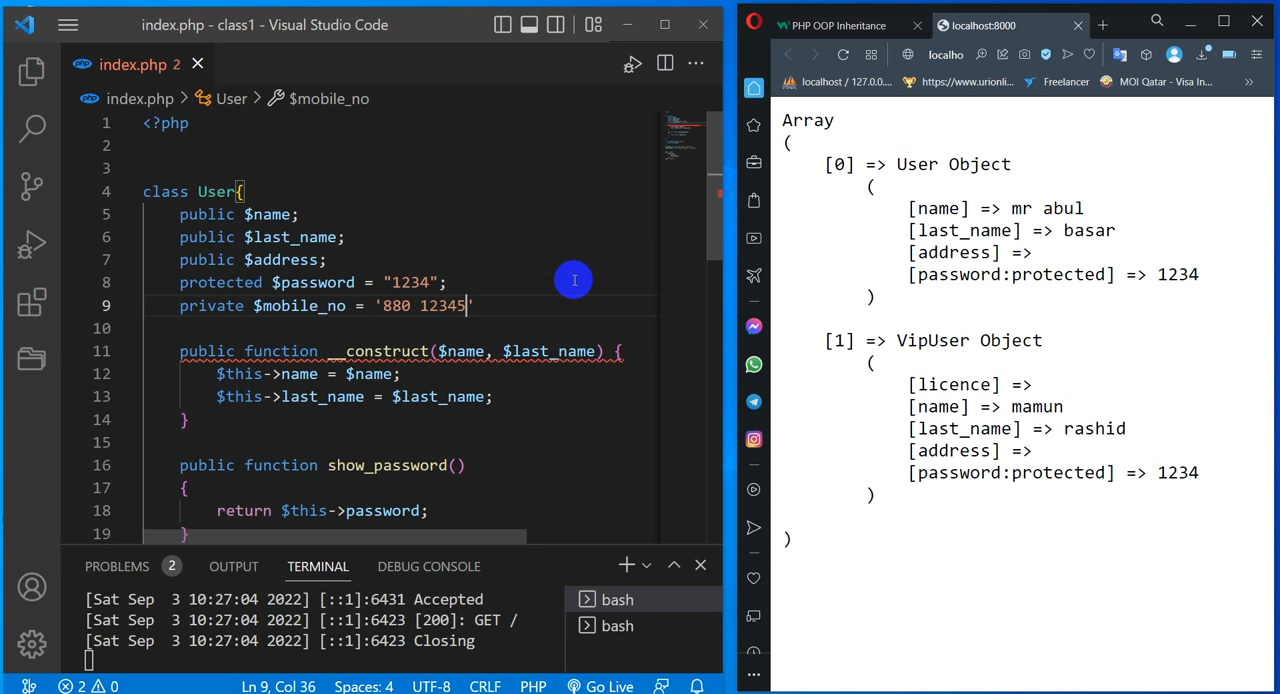 index.php - class1 - Visual Studio Code
index.php 2
index.php > User > $mobile_no
1 <?php
2
3
4 class User{
5 public $name;
6 public $last_name;
7 public $address;
8 protected $password = "1234";
9 private $mobile_no = '880 12345'
10
11 public function __construct($name, $last_name) {
12 $this->name = $name;
13 $this->last_name = $last_name;
14 }
15
16 public function show_password()
17 {
18 return $this->password;
19 }
PROBLEMS 2 OUTPUT TERMINAL DEBUG CONSOLE
[Sat Sep 3 10:27:04 2022] [::1]:6431 Accepted
[Sat Sep 3 10:27:04 2022] [::1]:6423 [200]: GET /
[Sat Sep 3 10:27:04 2022] [::1]:6423 Closing
bash
bash
2 0 Ln 9, Col 36 Spaces: 4 UTF-8 CRLF PHP Go Live
PHP OOP Inheritance
localhost:8000
localho
localhost / 127.0.0.... https://www.urionli... Freelancer MOI Qatar - Visa In...
Array
(
[0] => User Object
(
[name] => mr abul
[last_name] => basar
[address] =>
[password:protected] => 1234
)
[1] => VipUser Object
(
[licence] =>
[name] => mamun
[last_name] => rashid
[address] =>
[password:protected] => 1234
)
)